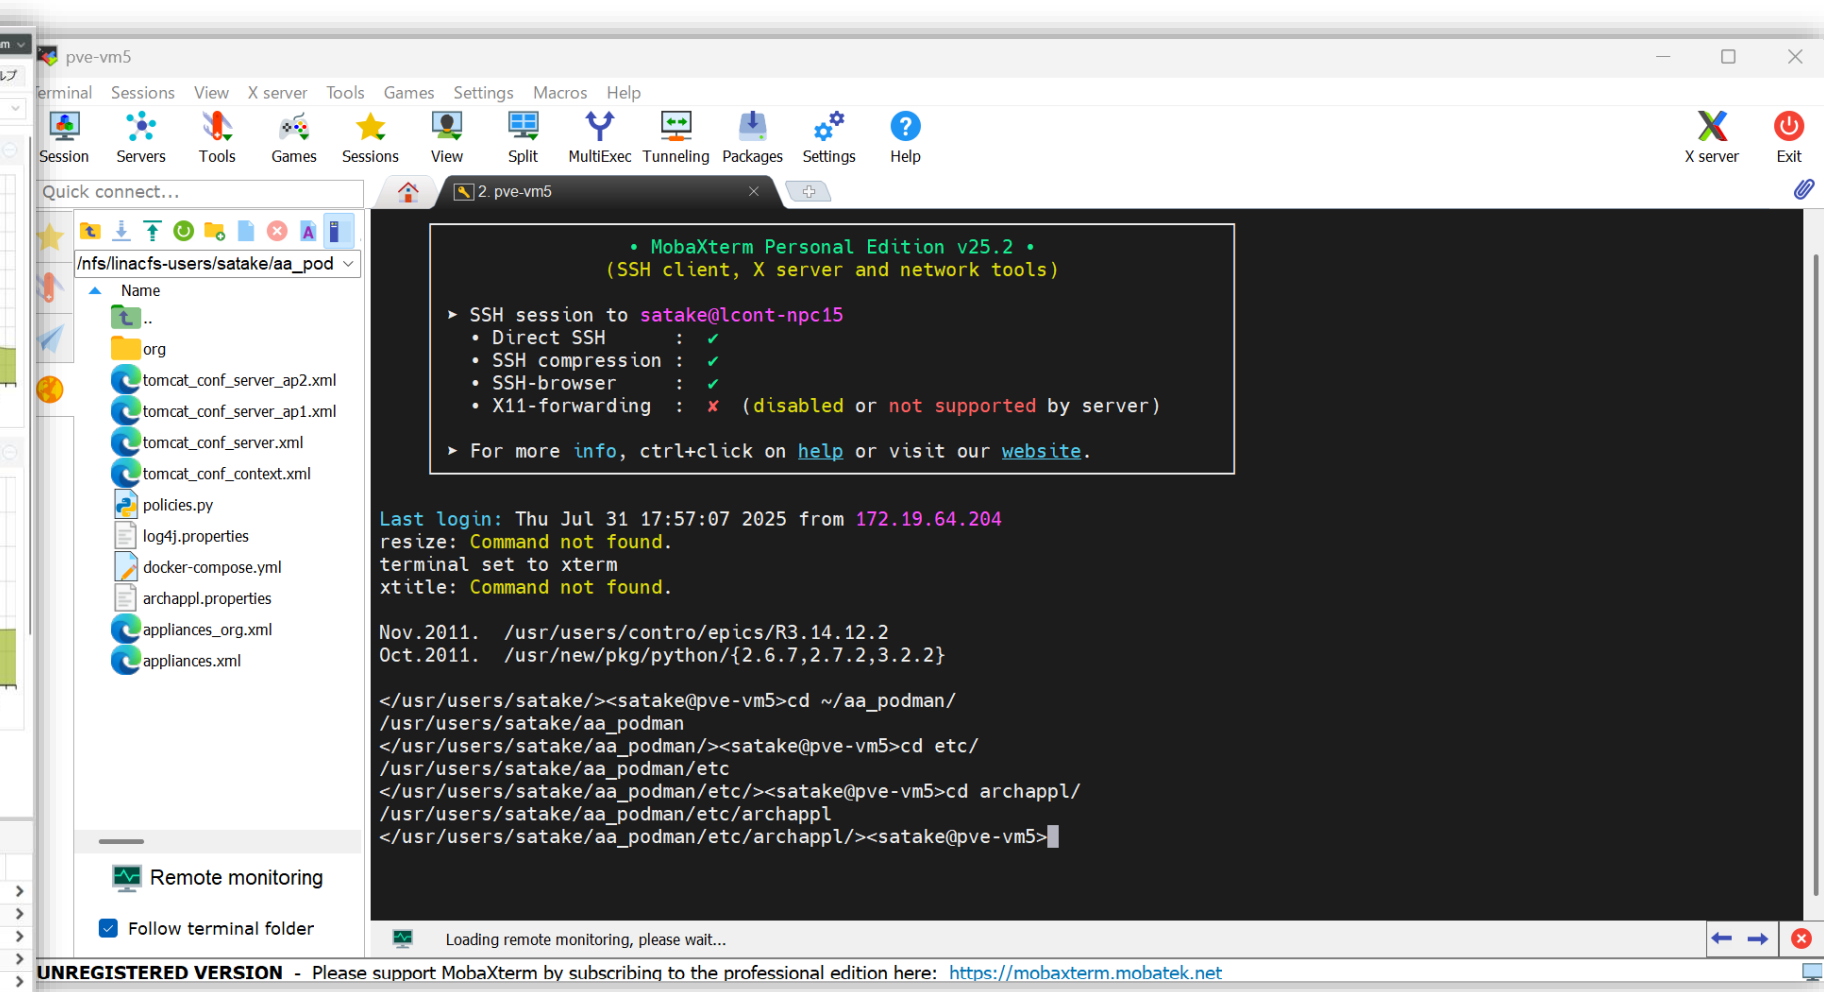 am
ルプ
pve-vm5
erminal Sessions View X server Tools Games Settings Macros Help
Session Servers Tools Games Sessions View Split MultiExec Tunneling Packages Settings Help X server Exit
Quick connect...
2. pve-vm5
/nfs/linacfs-users/satake/aa_pod
Name
..
org
tomcat_conf_server_ap2.xml
tomcat_conf_server_ap1.xml
tomcat_conf_server.xml
tomcat_conf_context.xml
policies.py
log4j.properties
docker-compose.yml
archappl.properties
appliances_org.xml
appliances.xml
Remote monitoring
Follow terminal folder
• MobaXterm Personal Edition v25.2 •
(SSH client, X server and network tools)
➤ SSH session to satake@lcont-npc15
• Direct SSH : ✔
• SSH compression : ✔
• SSH-browser : ✔
• X11-forwarding : ✘ (disabled or not supported by server)
➤ For more info, ctrl+click on help or visit our website.
Last login: Thu Jul 31 17:57:07 2025 from 172.19.64.204
resize: Command not found.
terminal set to xterm
xtitle: Command not found.
Nov.2011. /usr/users/contro/epics/R3.14.12.2
Oct.2011. /usr/new/pkg/python/{2.6.7,2.7.2,3.2.2}
</usr/users/satake/><satake@pve-vm5>cd ~/aa_podman/
/usr/users/satake/aa_podman
</usr/users/satake/aa_podman/><satake@pve-vm5>cd etc/
/usr/users/satake/aa_podman/etc
</usr/users/satake/aa_podman/etc/><satake@pve-vm5>cd archappl/
/usr/users/satake/aa_podman/etc/archappl
</usr/users/satake/aa_podman/etc/archappl/><satake@pve-vm5>
Loading remote monitoring, please wait...
UNREGISTERED VERSION - Please support MobaXterm by subscribing to the professional edition here: https://mobaxterm.mobatek.net